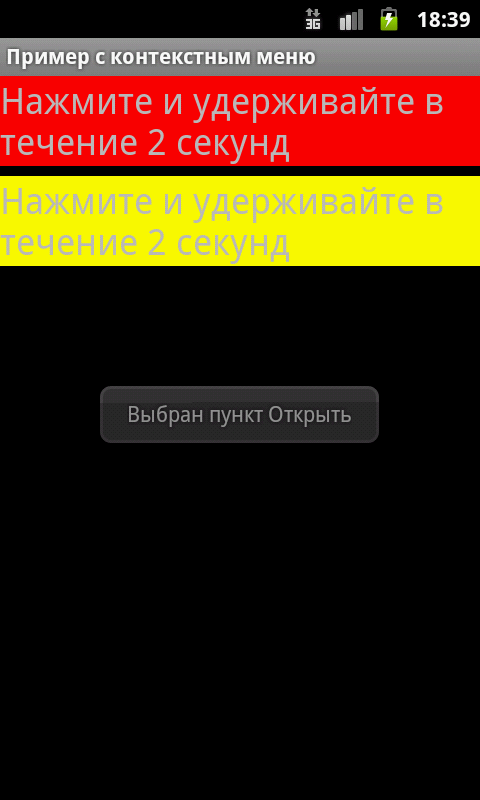 3G 18:39
Пример с контекстным меню
Нажмите и удерживайте в
течение 2 секунд
Нажмите и удерживайте в
течение 2 секунд
Выбран пункт Открыть